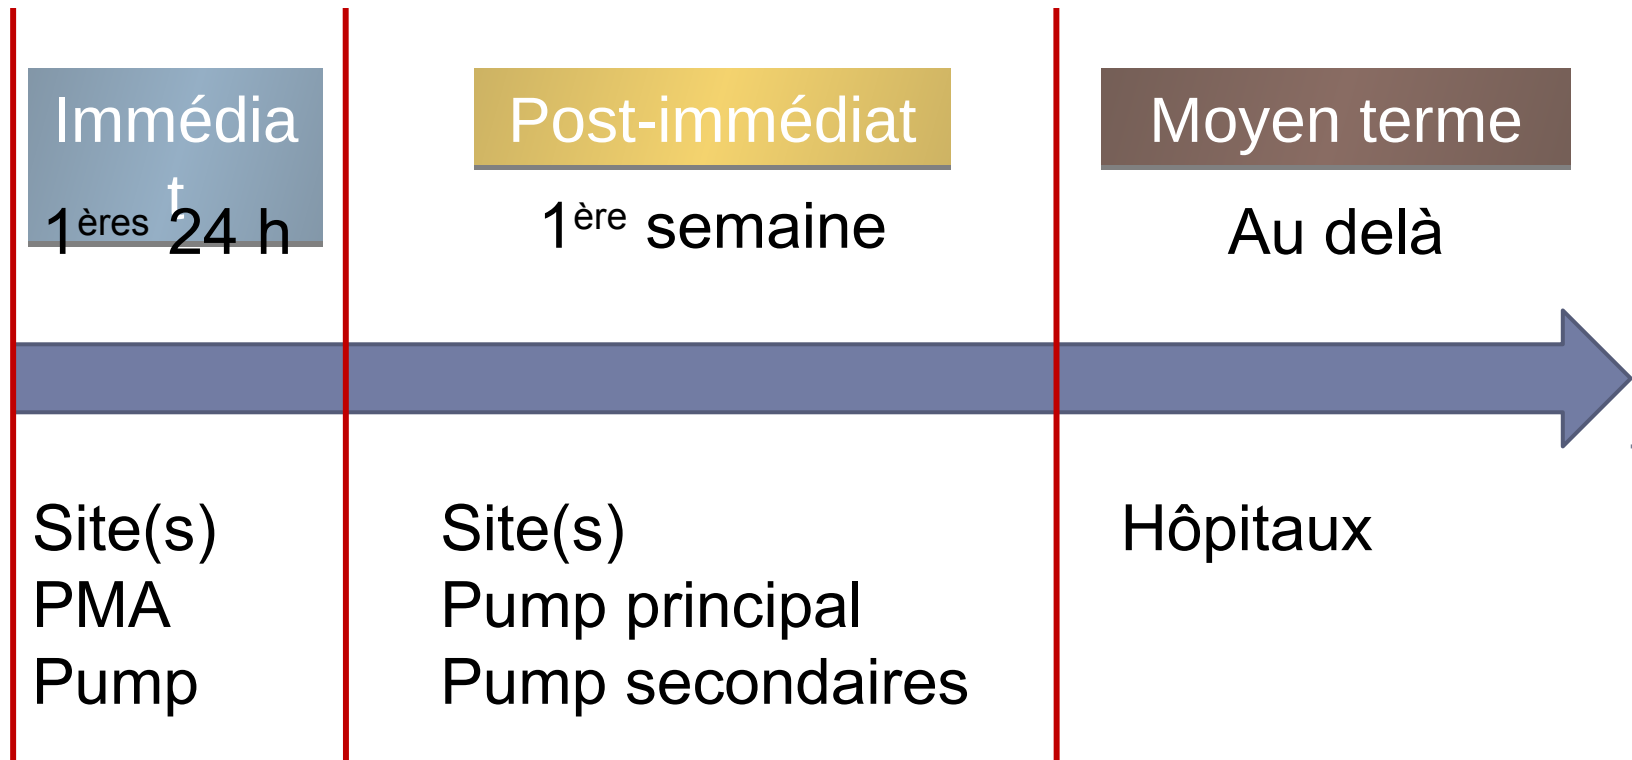 Immédia
t
1ères 24 h
Post-immédiat
1ère semaine
Moyen terme
Au delà
Site(s)
PMA
Pump
Site(s)
Pump principal
Pump secondaires
Hôpitaux